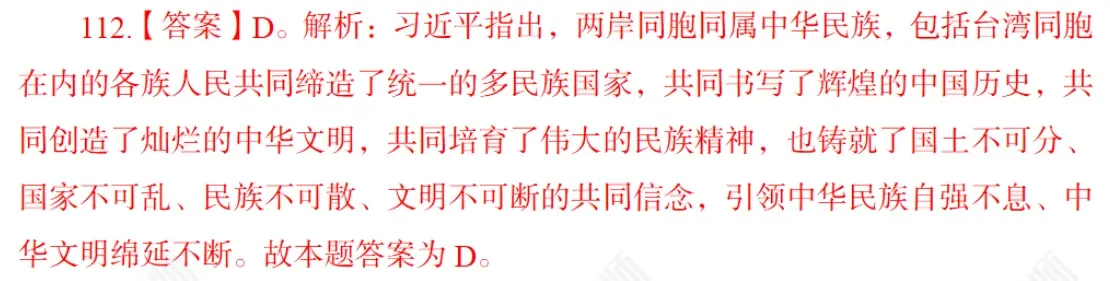 112.【答案】D。解析：习近平指出，两岸同胞同属中华民族，包括台湾同胞
在内的各族人民共同缔造了统一的多民族国家，共同书写了辉煌的中国历史，共
同创造了灿烂的中华文明，共同培育了伟大的民族精神，也铸就了国土不可分、
国家不可乱、民族不可散、文明不可断的共同信念，引领中华民族自强不息、中
华文明绵延不断。故本题答案为 D。